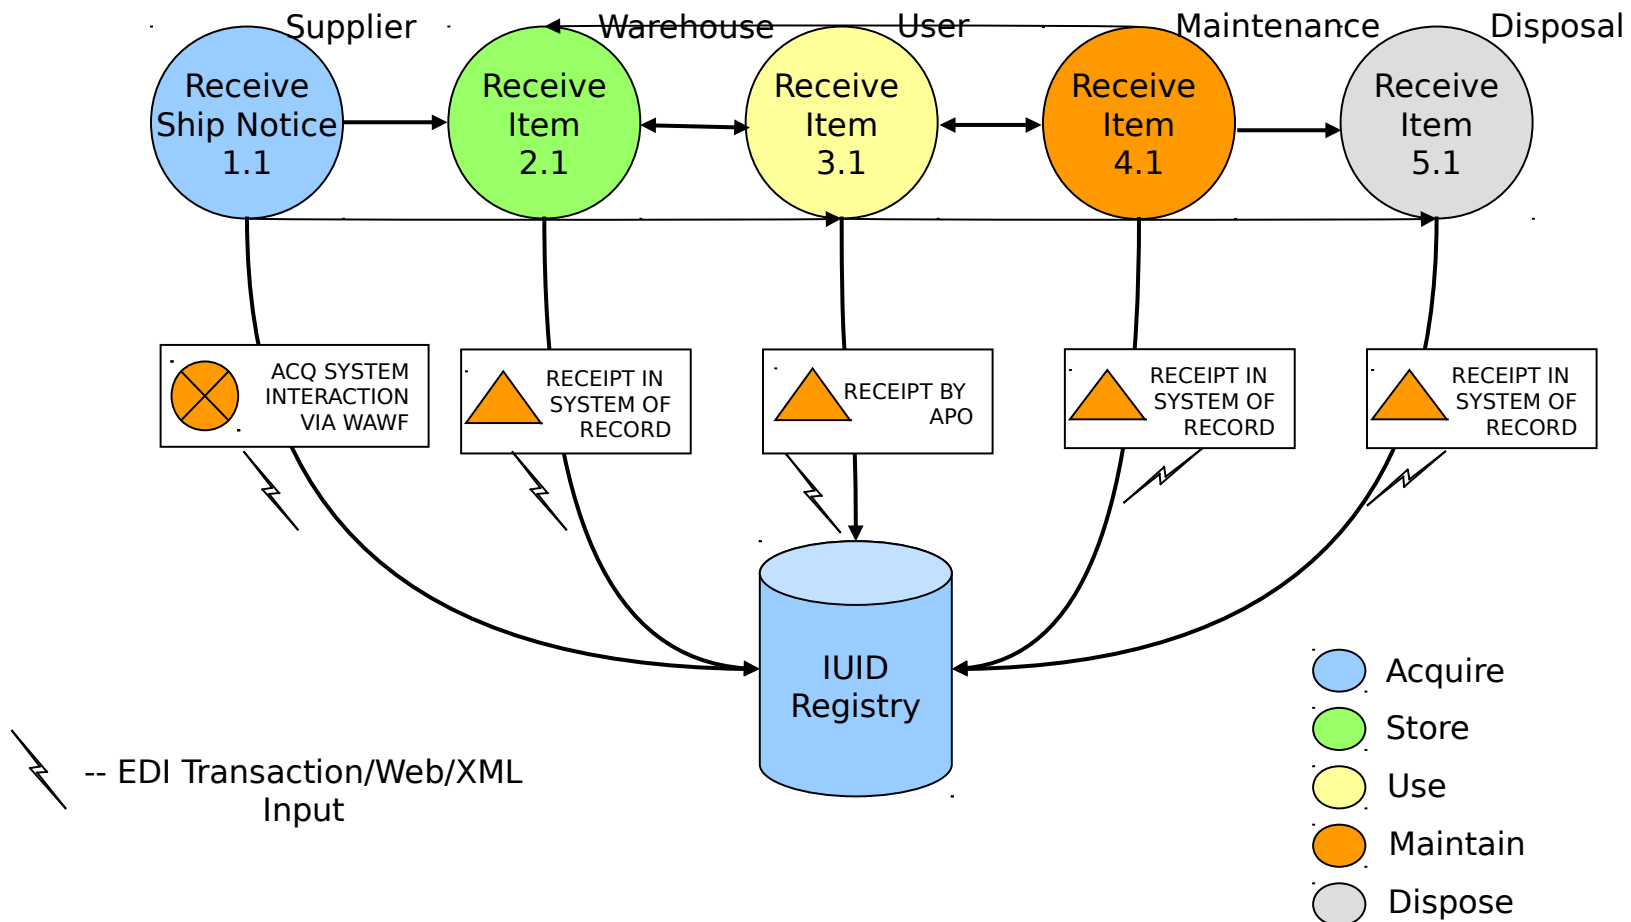 Supplier
Warehouse
User
Maintenance
Disposal
Receive
Ship Notice
1.1
Receive
Item
2.1
Receive
Item
3.1
Receive
Item
4.1
Receive
Item
5.1
ACQ SYSTEM
INTERACTION
VIA WAWF
RECEIPT IN
SYSTEM OF
RECORD
RECEIPT BY
APO
RECEIPT IN
SYSTEM OF
RECORD
RECEIPT IN
SYSTEM OF
RECORD
IUID
Registry
-- EDI Transaction/Web/XML
Input
Acquire
Store
Use
Maintain
Dispose